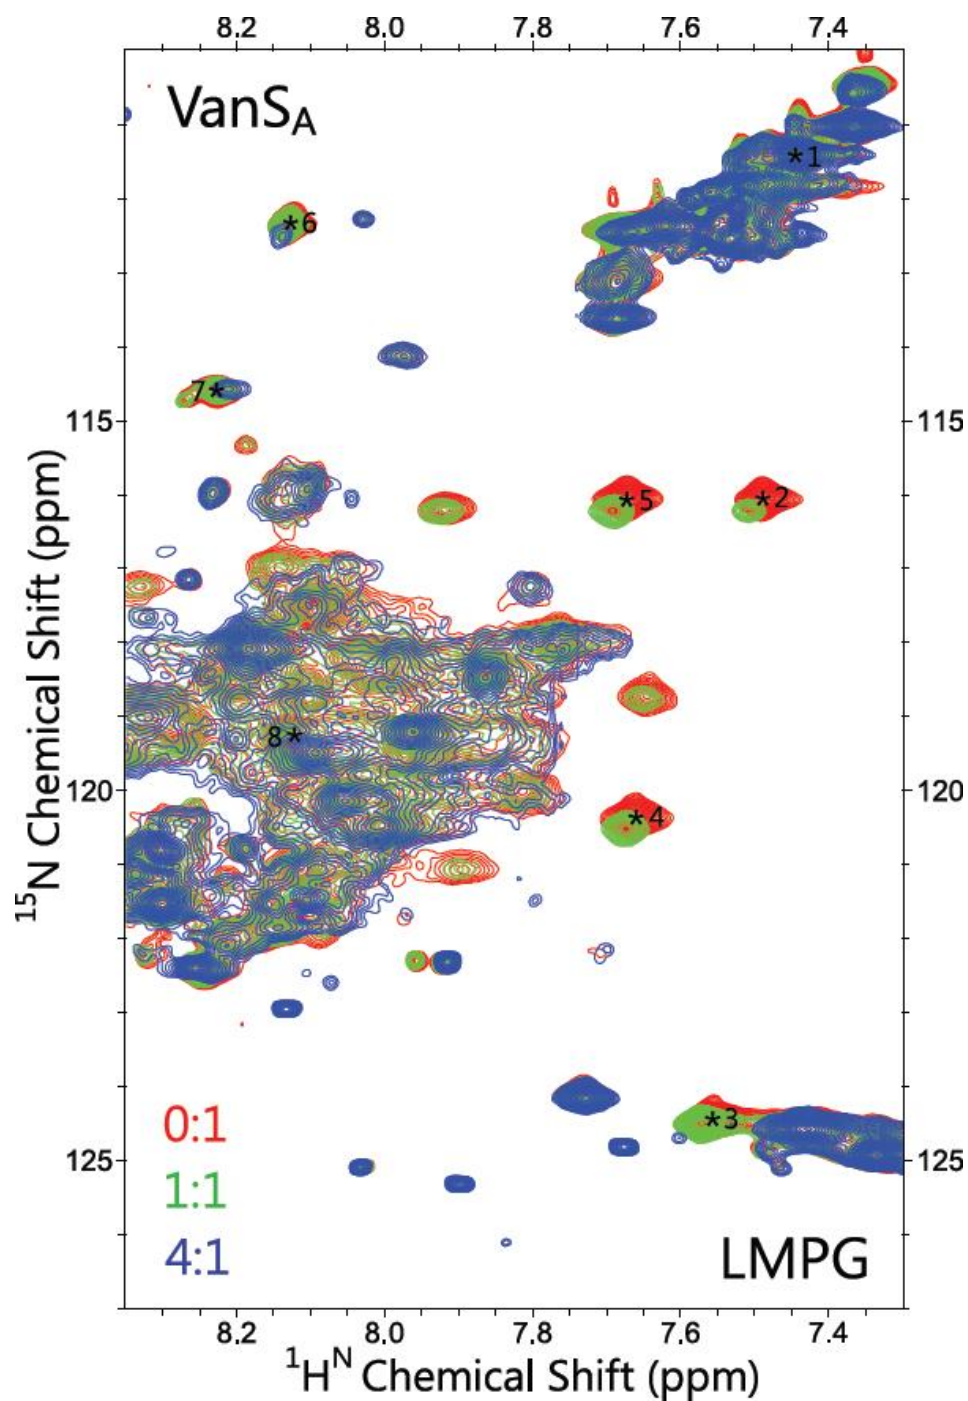 8.2 8.0 7.8 7.6 7.4
VanS_A
*1
*6
7*
115 115
*5 *2
8*
120 120
*4
*3
0:1
125 125
1:1
4:1
LMPG
8.2 8.0 7.8 7.6 7.4
¹Hᴺ Chemical Shift (ppm)
¹⁵N Chemical Shift (ppm)